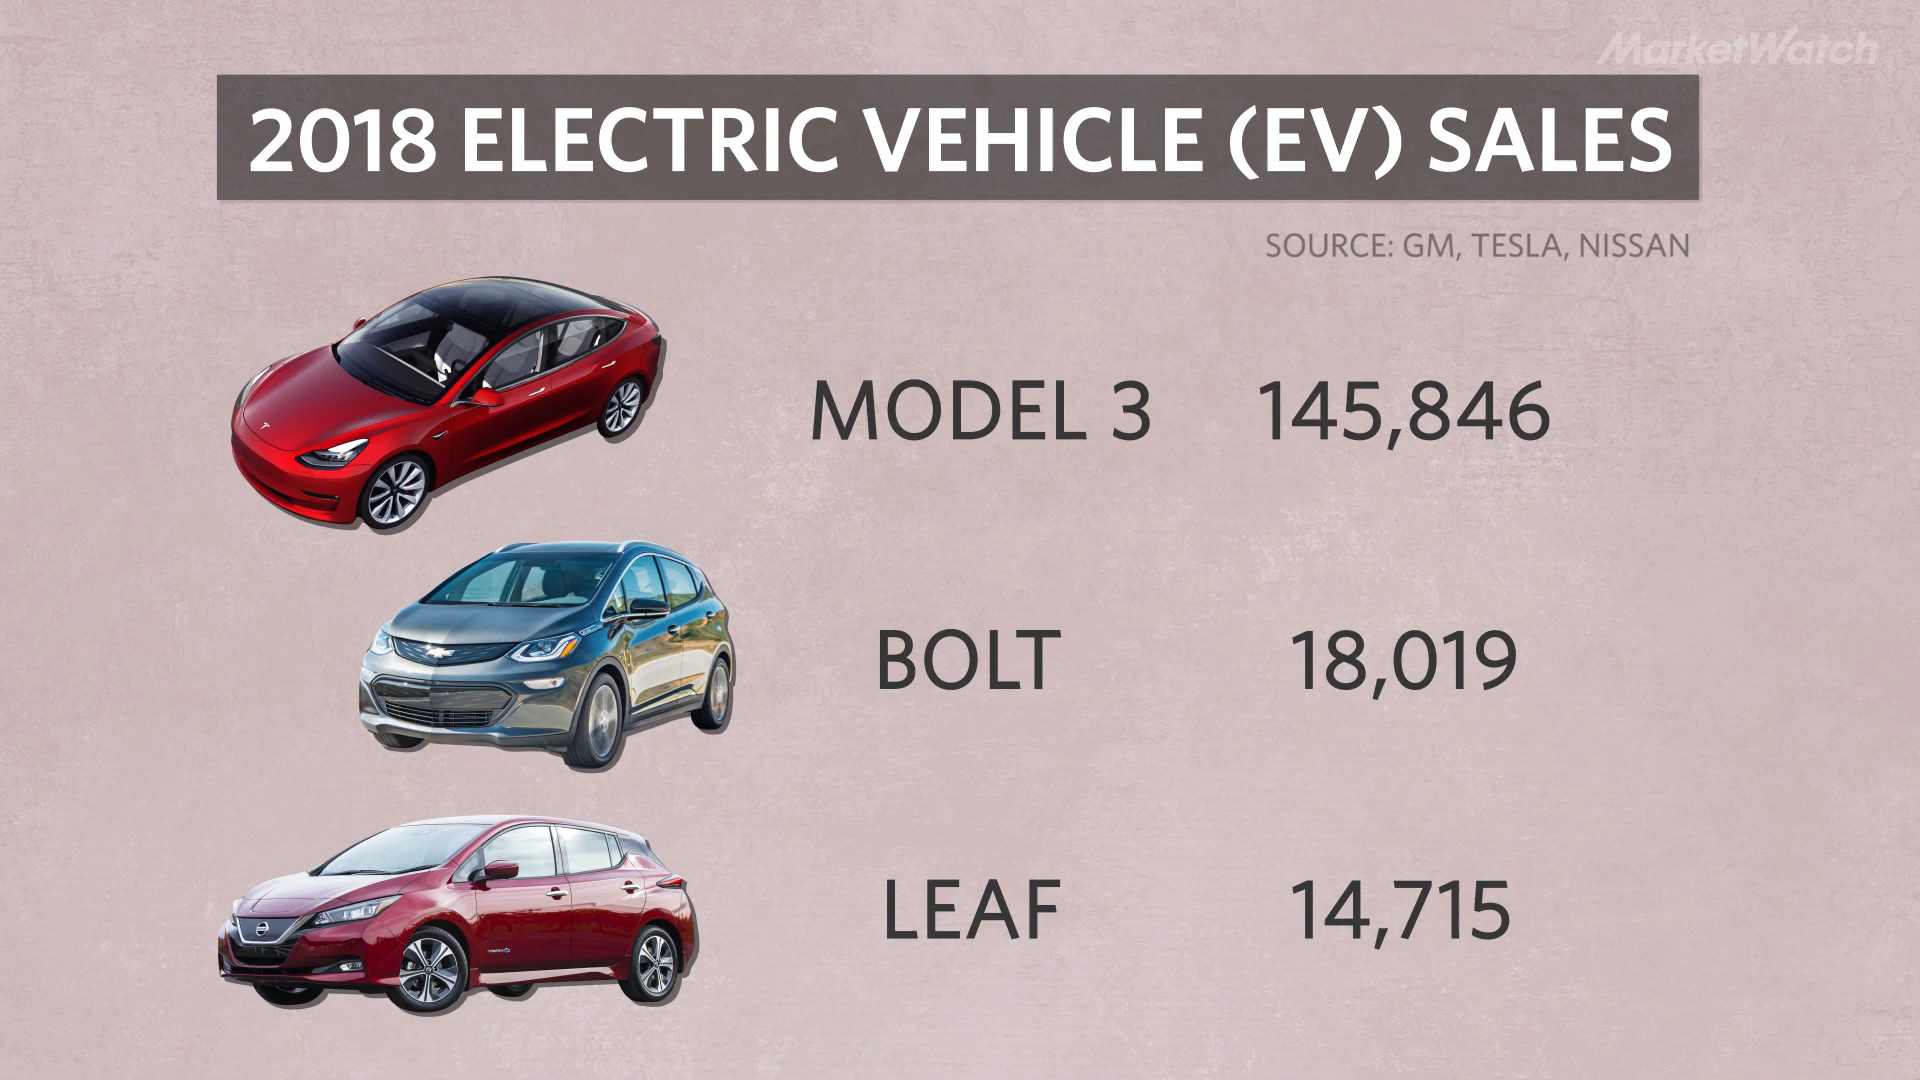 MarketWatch
2018 ELECTRIC VEHICLE (EV) SALES
SOURCE: GM, TESLA, NISSAN
MODEL 3 145,846
BOLT 18,019
LEAF 14,715